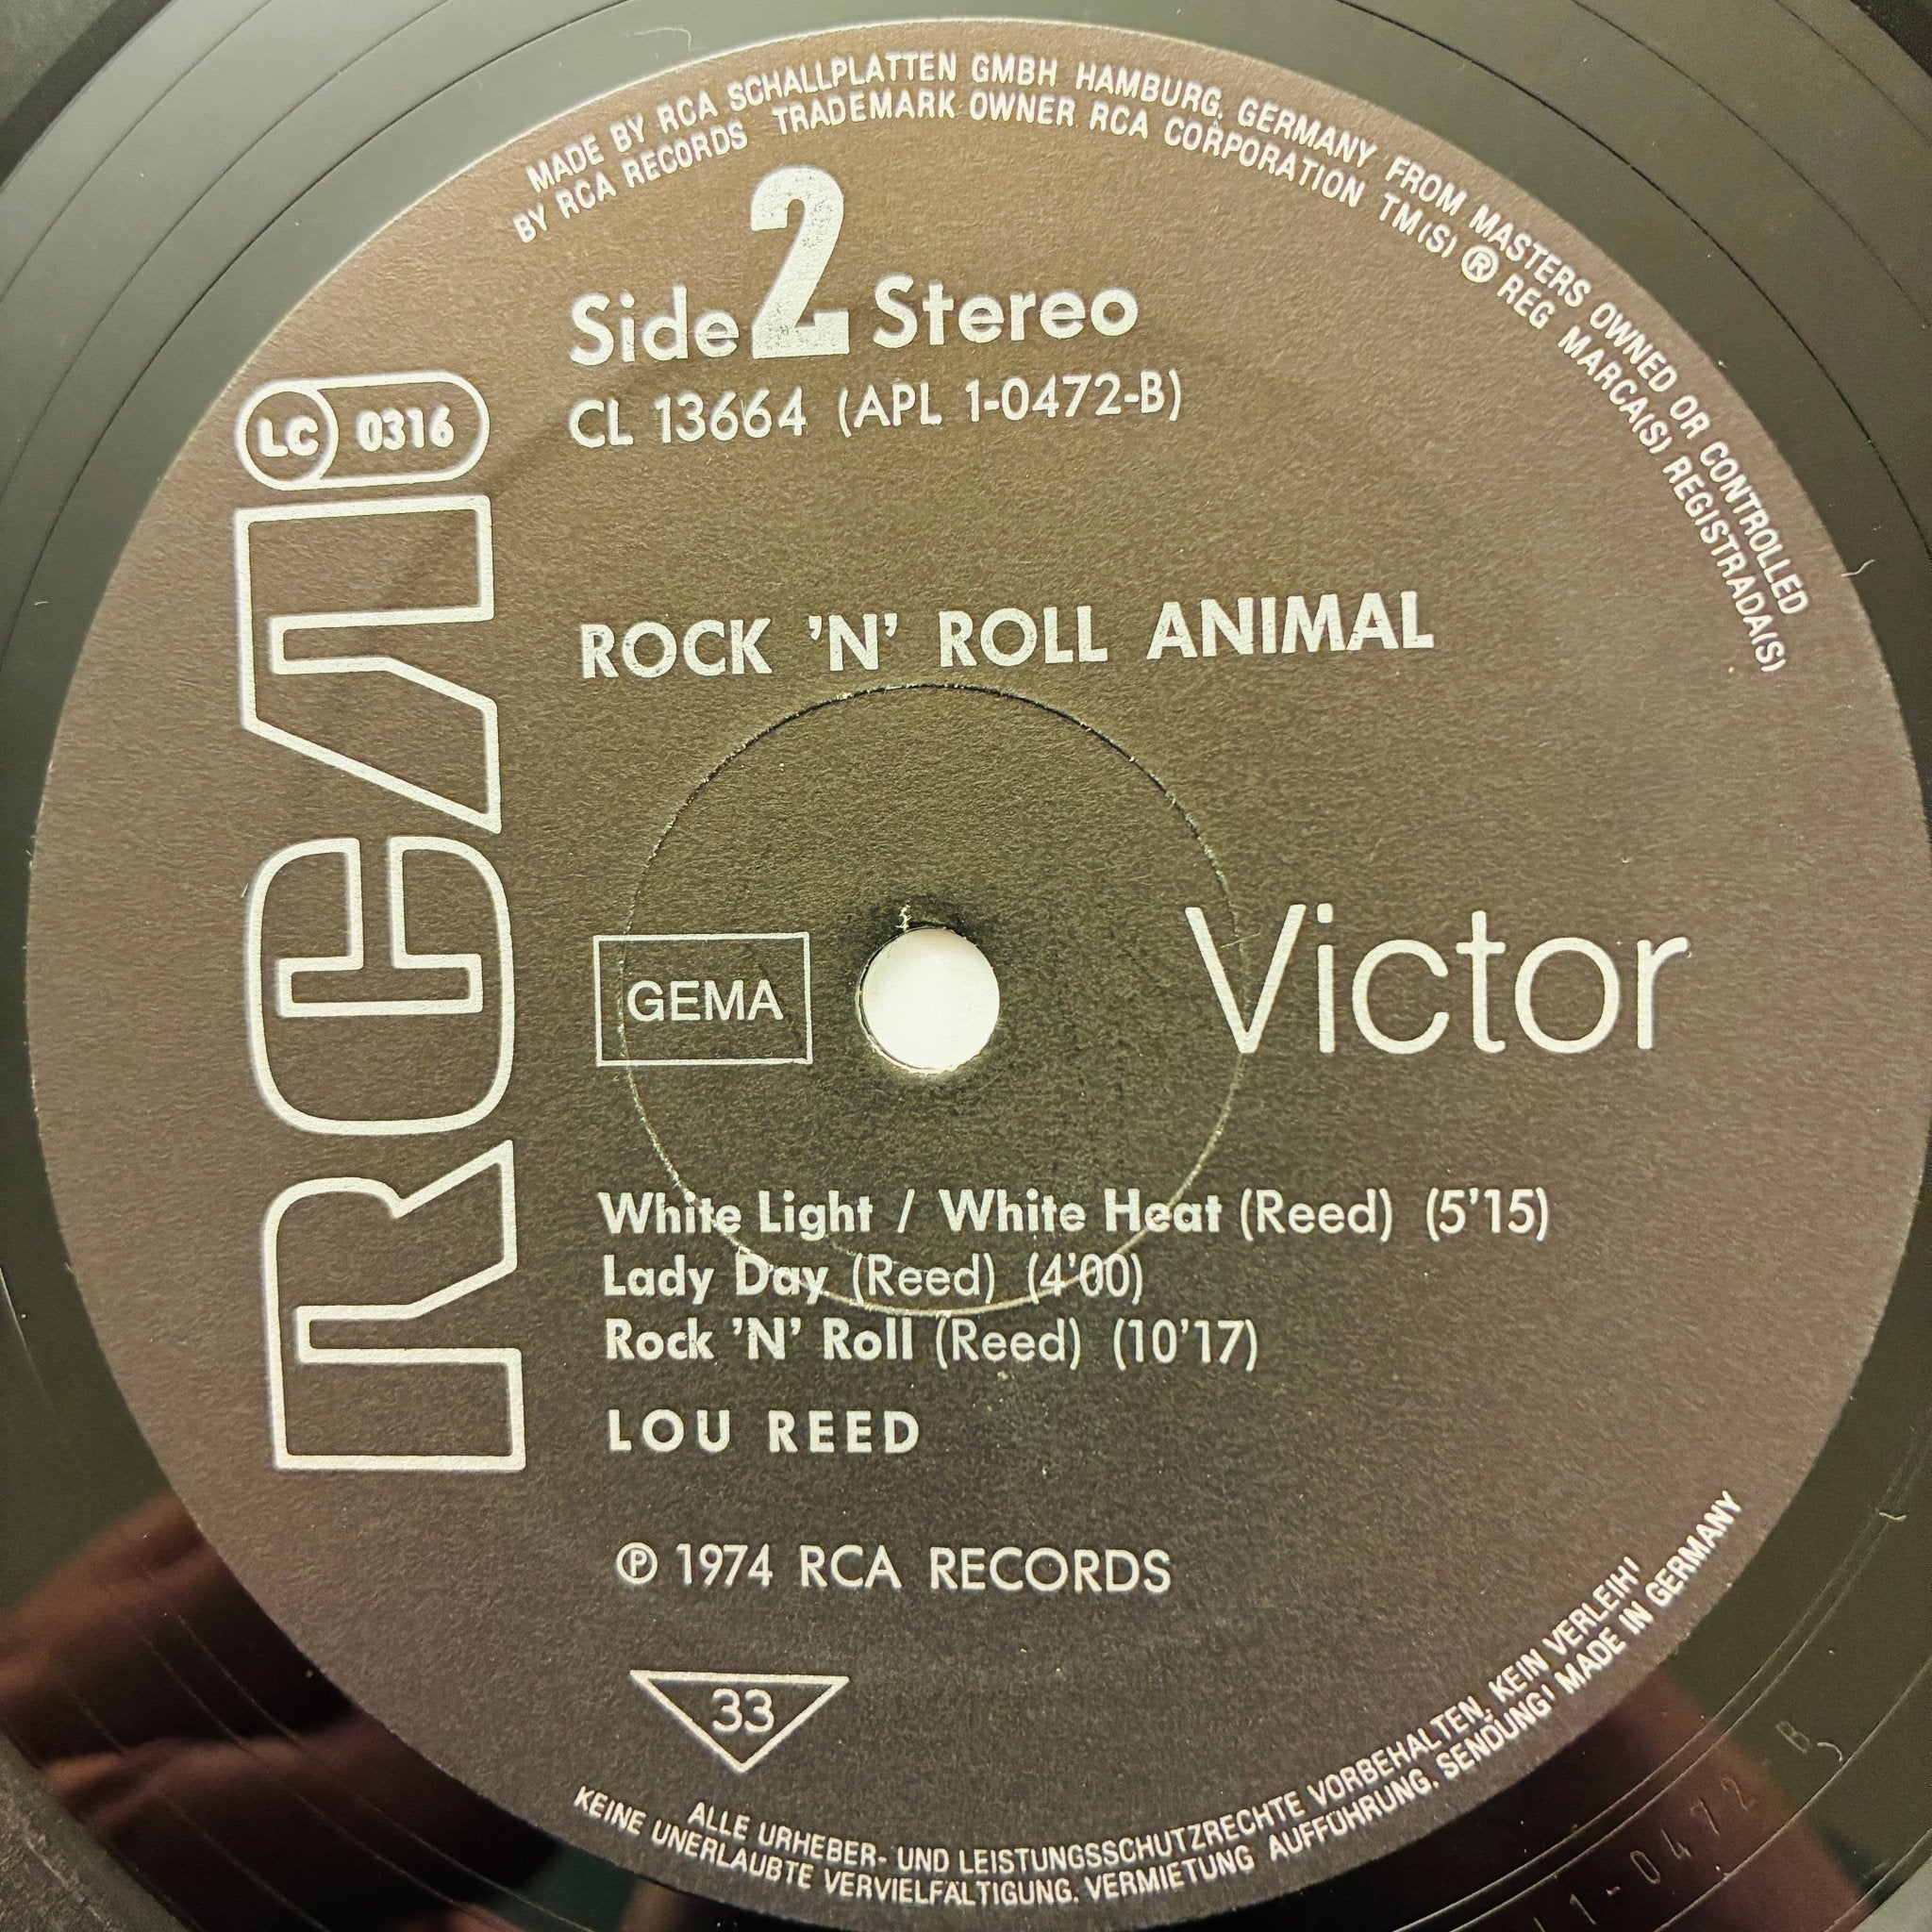 MADE BY RCA SCHALLPLATTEN GMBH HAMBURG, GERMANY FROM MASTERS OWNED OR CONTROLLED
BY RCA RECORDS TRADEMARK OWNER RCA CORPORATION TM(S) ® REG MARCA(S) REGISTRADA(S)
Side 2 Stereo
CL 13664 (APL 1-0472-B)
LC 0316
RCA
ROCK 'N' ROLL ANIMAL
GEMA
Victor
White Light / White Heat (Reed) (5'15)
Lady Day (Reed) (4'00)
Rock 'N' Roll (Reed) (10'17)
LOU REED
℗ 1974 RCA RECORDS
33
ALLE URHEBER- UND LEISTUNGSSCHUTZRECHTE VORBEHALTEN, KEIN VERLEIH!
KEINE UNERLAUBTE VERVIELFÄLTIGUNG, VERMIETUNG AUFFÜHRUNG, SENDUNG! MADE IN GERMANY
1-0472 B